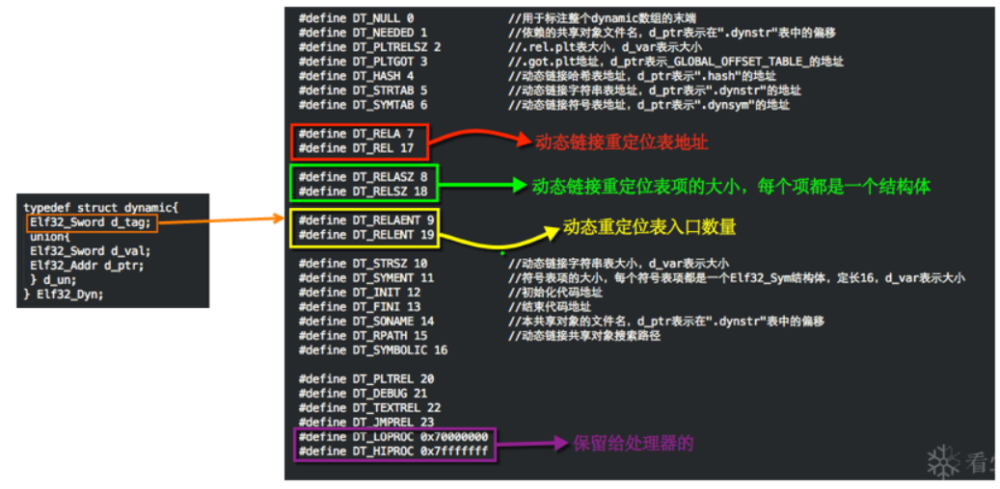 typedef struct dynamic{
Elf32_Sword d_tag;
union{
Elf32_Sword d_val;
Elf32_Addr d_ptr;
} d_un;
} Elf32_Dyn;
#define DT_NULL 0 //用于标注整个dynamic数组的末端
#define DT_NEEDED 1 //依赖的共享对象文件名，d_ptr表示在".dynstr"表中的偏移
#define DT_PLTRELSZ 2 //.rel.plt表大小，d_var表示大小
#define DT_PLTGOT 3 //.got.plt地址，d_ptr表示_GLOBAL_OFFSET_TABLE_的地址
#define DT_HASH 4 //动态链接哈希表地址，d_ptr表示".hash"的地址
#define DT_STRTAB 5 //动态链接字符串表地址，d_ptr表示".dynstr"的地址
#define DT_SYMTAB 6 //动态链接符号表地址，d_ptr表示".dynsym"的地址
#define DT_RELA 7
#define DT_REL 17
动态链接重定位表地址
#define DT_RELASZ 8
#define DT_RELSZ 18
动态链接重定位表项的大小，每个项都是一个结构体
#define DT_RELAENT 9
#define DT_RELENT 19
动态重定位表入口数量
#define DT_STRSZ 10 //动态链接字符串表大小，d_var表示大小
#define DT_SYMENT 11 //符号表项的大小，每个符号表项都是一个Elf32_Sym结构体，定长16，d_var表示大小
#define DT_INIT 12 //初始化代码地址
#define DT_FINI 13 //结束代码地址
#define DT_SONAME 14 //本共享对象的文件名，d_ptr表示在".dynstr"表中的偏移
#define DT_RPATH 15 //动态链接共享对象搜索路径
#define DT_SYMBOLIC 16
#define DT_PLTREL 20
#define DT_DEBUG 21
#define DT_TEXTREL 22
#define DT_JMPREL 23
#define DT_LOPROC 0x70000000
#define DT_HIPROC 0x7fffffff
保留给处理器的
看